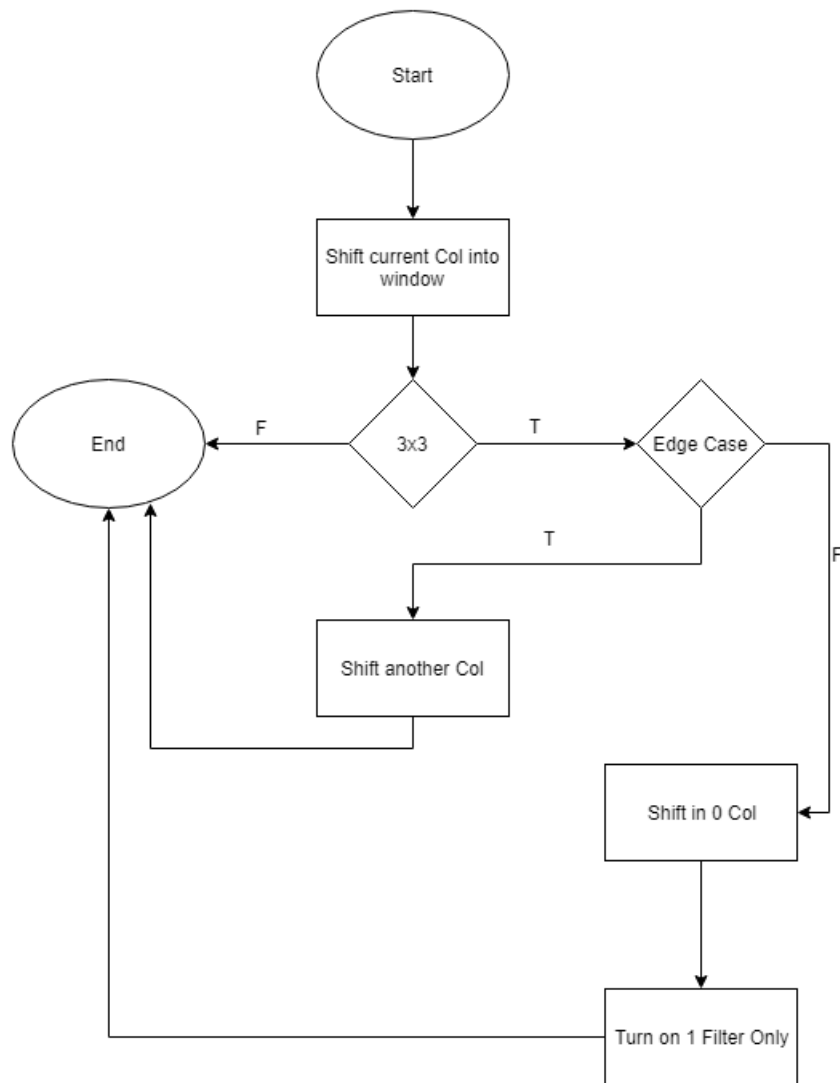 Start
Shift current Col into
window
F
T
End
3x3
Edge Case
T
F
Shift another Col
Shift in 0 Col
Turn on 1 Filter Only